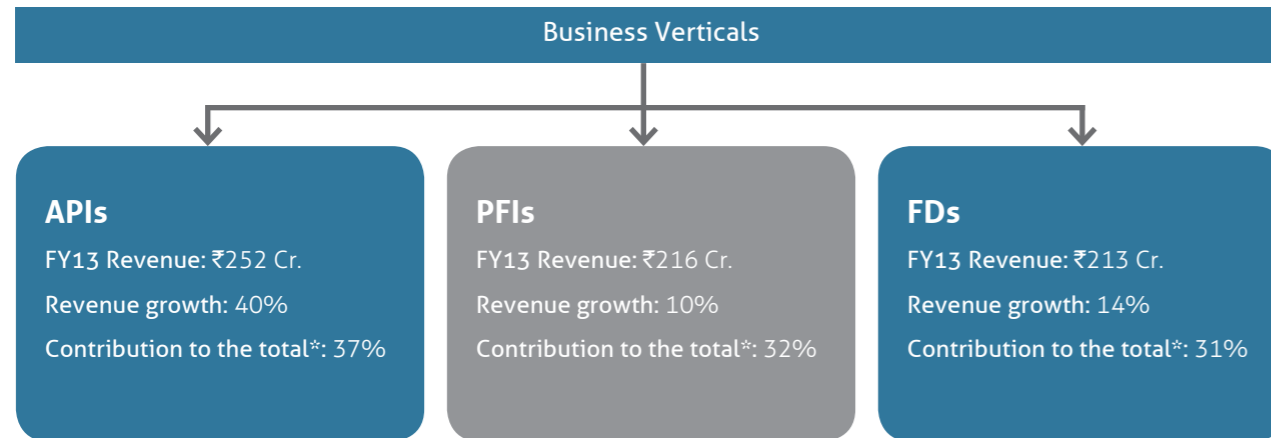 Business Verticals
APIs
FY13 Revenue: ₹252 Cr.
Revenue growth: 40%
Contribution to the total*: 37%
PFIs
FY13 Revenue: ₹216 Cr.
Revenue growth: 10%
Contribution to the total*: 32%
FDs
FY13 Revenue: ₹213 Cr.
Revenue growth: 14%
Contribution to the total*: 31%